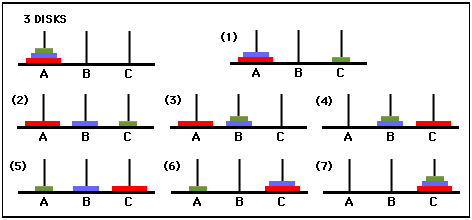 3 DISKS
A B C
(1)
A B C
(2)
A B C
(3)
A B C
(4)
A B C
(5)
A B C
(6)
A B C
(7)
A B C